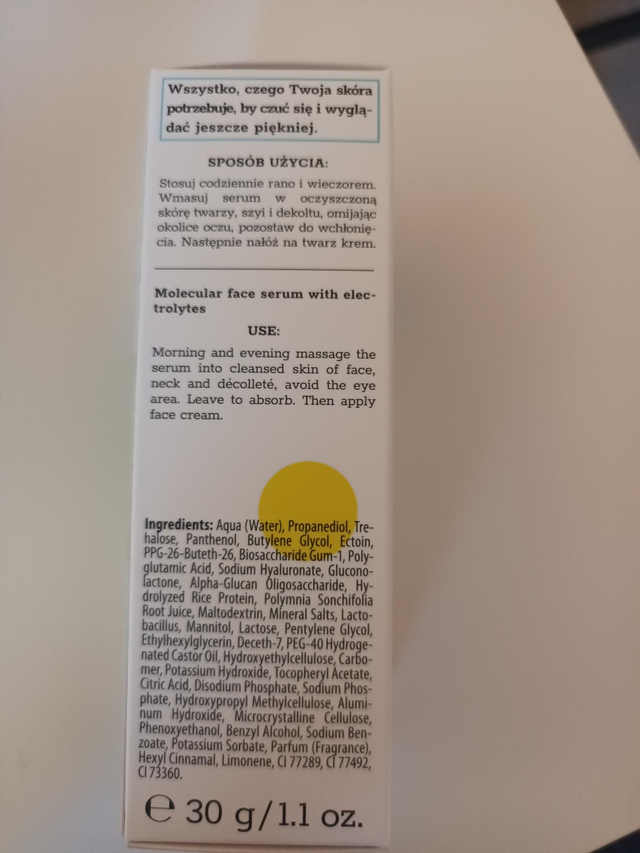 Wszystko, czego Twoja skóra
potrzebuje, by czuć się i wyglą-
dać jeszcze piękniej.
SPOSÓB UŻYCIA:
Stosuj codziennie rano i wieczorem.
Wmasuj serum w oczyszczoną
skórę twarzy, szyi i dekoltu, omijając
okolice oczu, pozostaw do wchłonię-
cia. Następnie nałóż na twarz krem.
Molecular face serum with elec-
trolytes
USE:
Morning and evening massage the
serum into cleansed skin of face,
neck and décolleté, avoid the eye
area. Leave to absorb. Then apply
face cream.
Ingredients: Aqua (Water), Propanediol, Tre-
halose, Panthenol, Butylene Glycol, Ectoin,
PPG-26-Buteth-26, Biosaccharide Gum-1, Poly-
glutamic Acid, Sodium Hyaluronate, Glucono-
lactone, Alpha-Glucan Oligosaccharide, Hy-
drolyzed Rice Protein, Polymnia Sonchifolia
Root Juice, Maltodextrin, Mineral Salts, Lacto-
bacillus, Mannitol, Lactose, Pentylene Glycol,
Ethylhexylglycerin, Deceth-7, PEG-40 Hydroge-
nated Castor Oil, Hydroxyethylcellulose, Carbo-
mer, Potassium Hydroxide, Tocopheryl Acetate,
Citric Acid, Disodium Phosphate, Sodium Phos-
phate, Hydroxypropyl Methylcellulose, Alumi-
num Hydroxide, Microcrystalline Cellulose,
Phenoxyethanol, Benzyl Alcohol, Sodium Ben-
zoate, Potassium Sorbate, Parfum (Fragrance),
Hexyl Cinnamal, Limonene, CI 77289, CI 77492,
CI 73360.
℮ 30 g/1.1 oz.